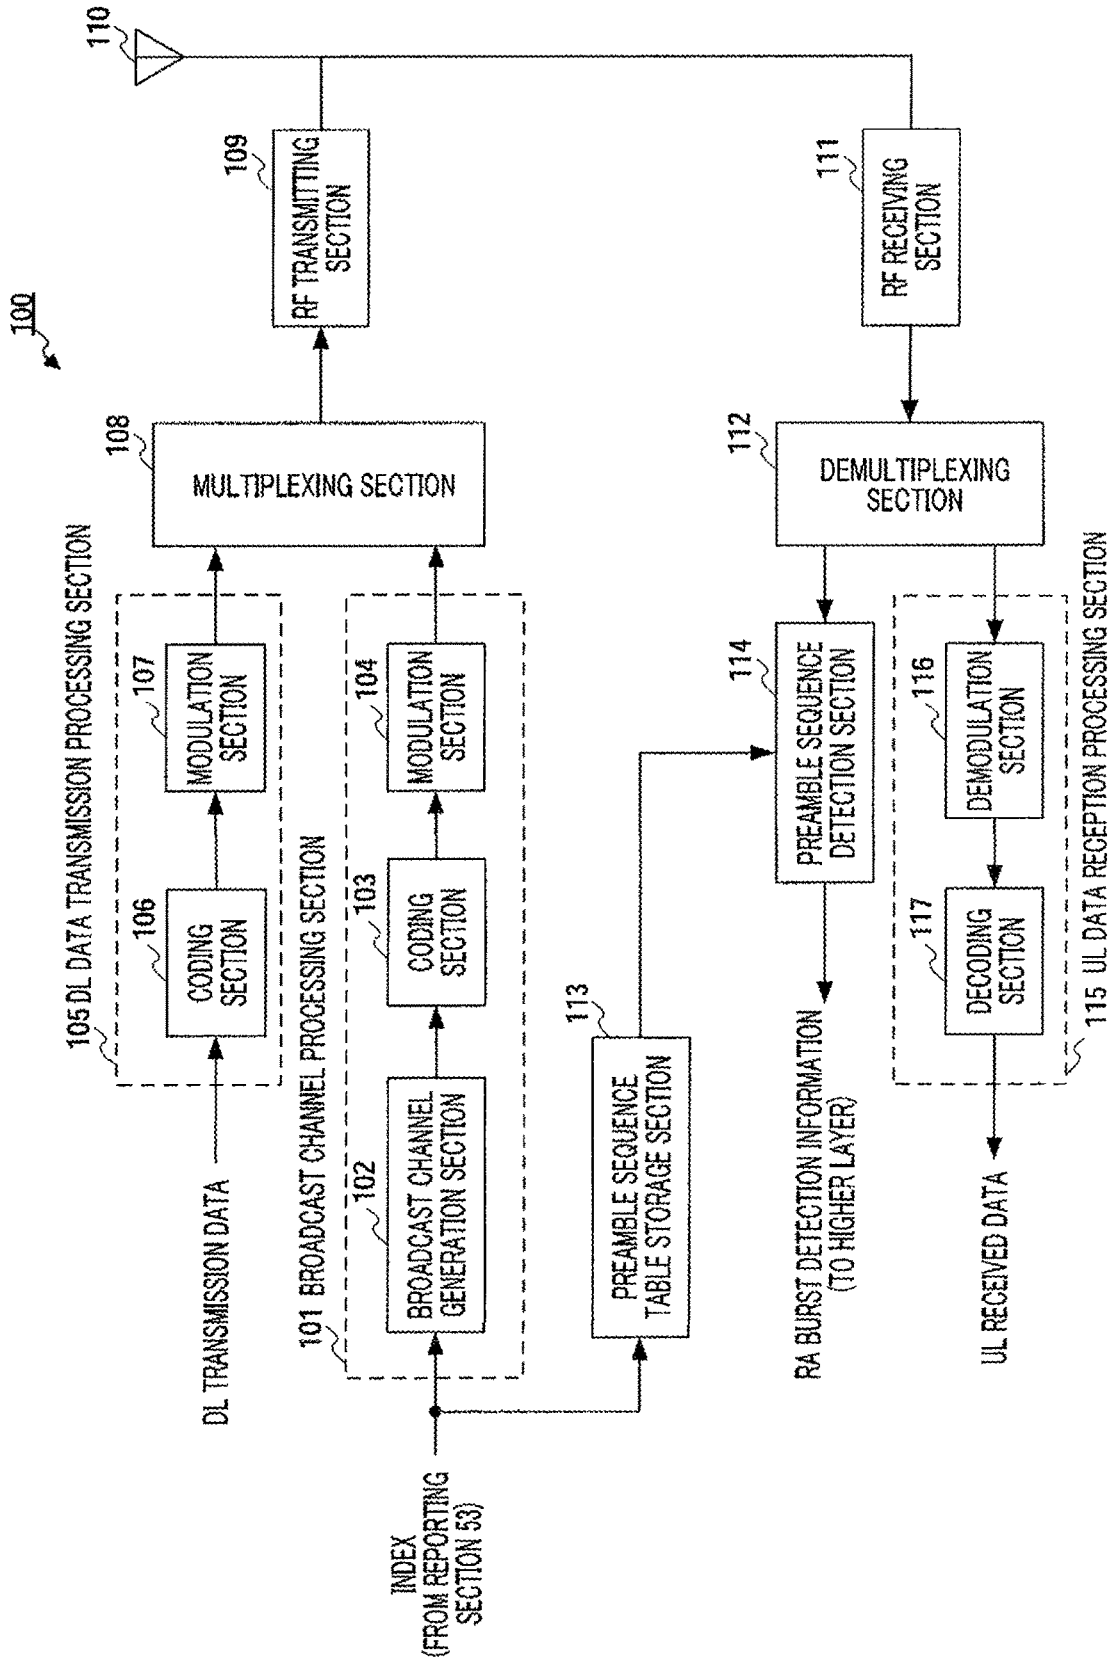 100
105 DL DATA TRANSMISSION PROCESSING SECTION
DL TRANSMISSION DATA
106
CODING
SECTION
107
MODULATION
SECTION
108
MULTIPLEXING SECTION
109
RF TRANSMITTING
SECTION
110
101 BROADCAST CHANNEL PROCESSING SECTION
INDEX
(FROM REPORTING
SECTION 53)
102
BROADCAST CHANNEL
GENERATION SECTION
103
CODING
SECTION
104
MODULATION
SECTION
113
PREAMBLE SEQUENCE
TABLE STORAGE SECTION
RA BURST DETECTION INFORMATION
(TO HIGHER LAYER)
114
PREAMBLE SEQUENCE
DETECTION SECTION
112
DEMULTIPLEXING
SECTION
111
RF RECEIVING
SECTION
UL RECEIVED DATA
117
DECODING
SECTION
116
DEMODULATION
SECTION
115 UL DATA RECEPTION PROCESSING SECTION